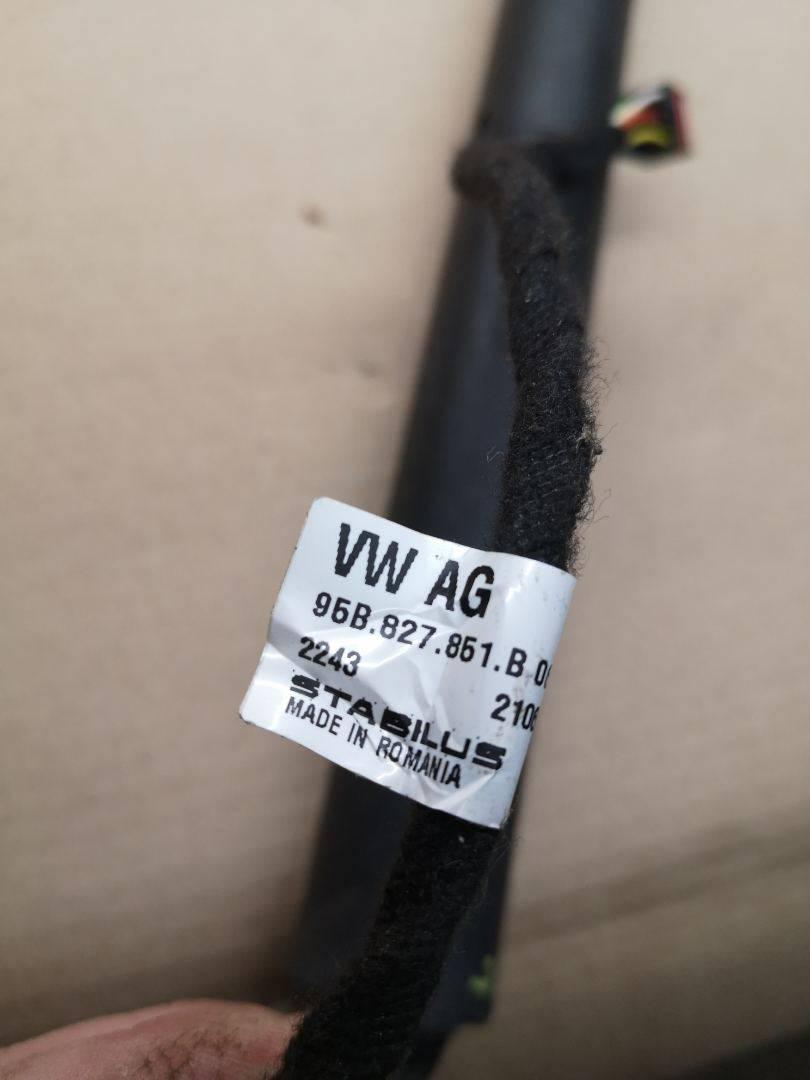 VW AG
95B.827.851.B
2243
STABILUS
MADE IN ROMANIA